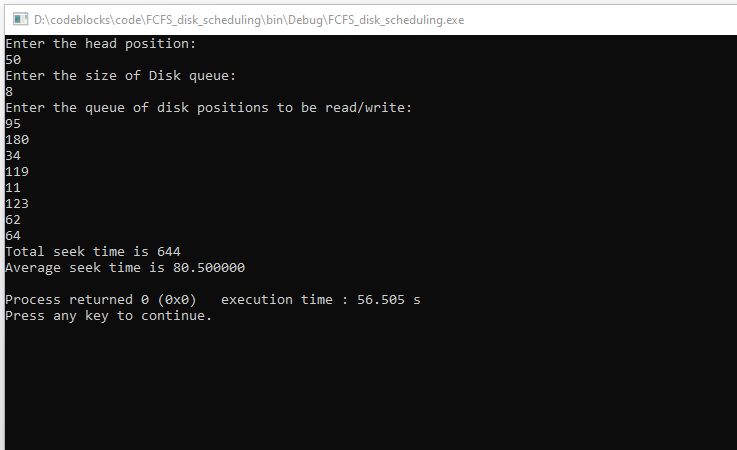 D:\codeblocks\code\FCFS_disk_scheduling\bin\Debug\FCFS_disk_scheduling.exe
Enter the head position:
50
Enter the size of Disk queue:
8
Enter the queue of disk positions to be read/write:
95
180
34
119
11
123
62
64
Total seek time is 644
Average seek time is 80.500000

Process returned 0 (0x0)   execution time : 56.505 s
Press any key to continue.